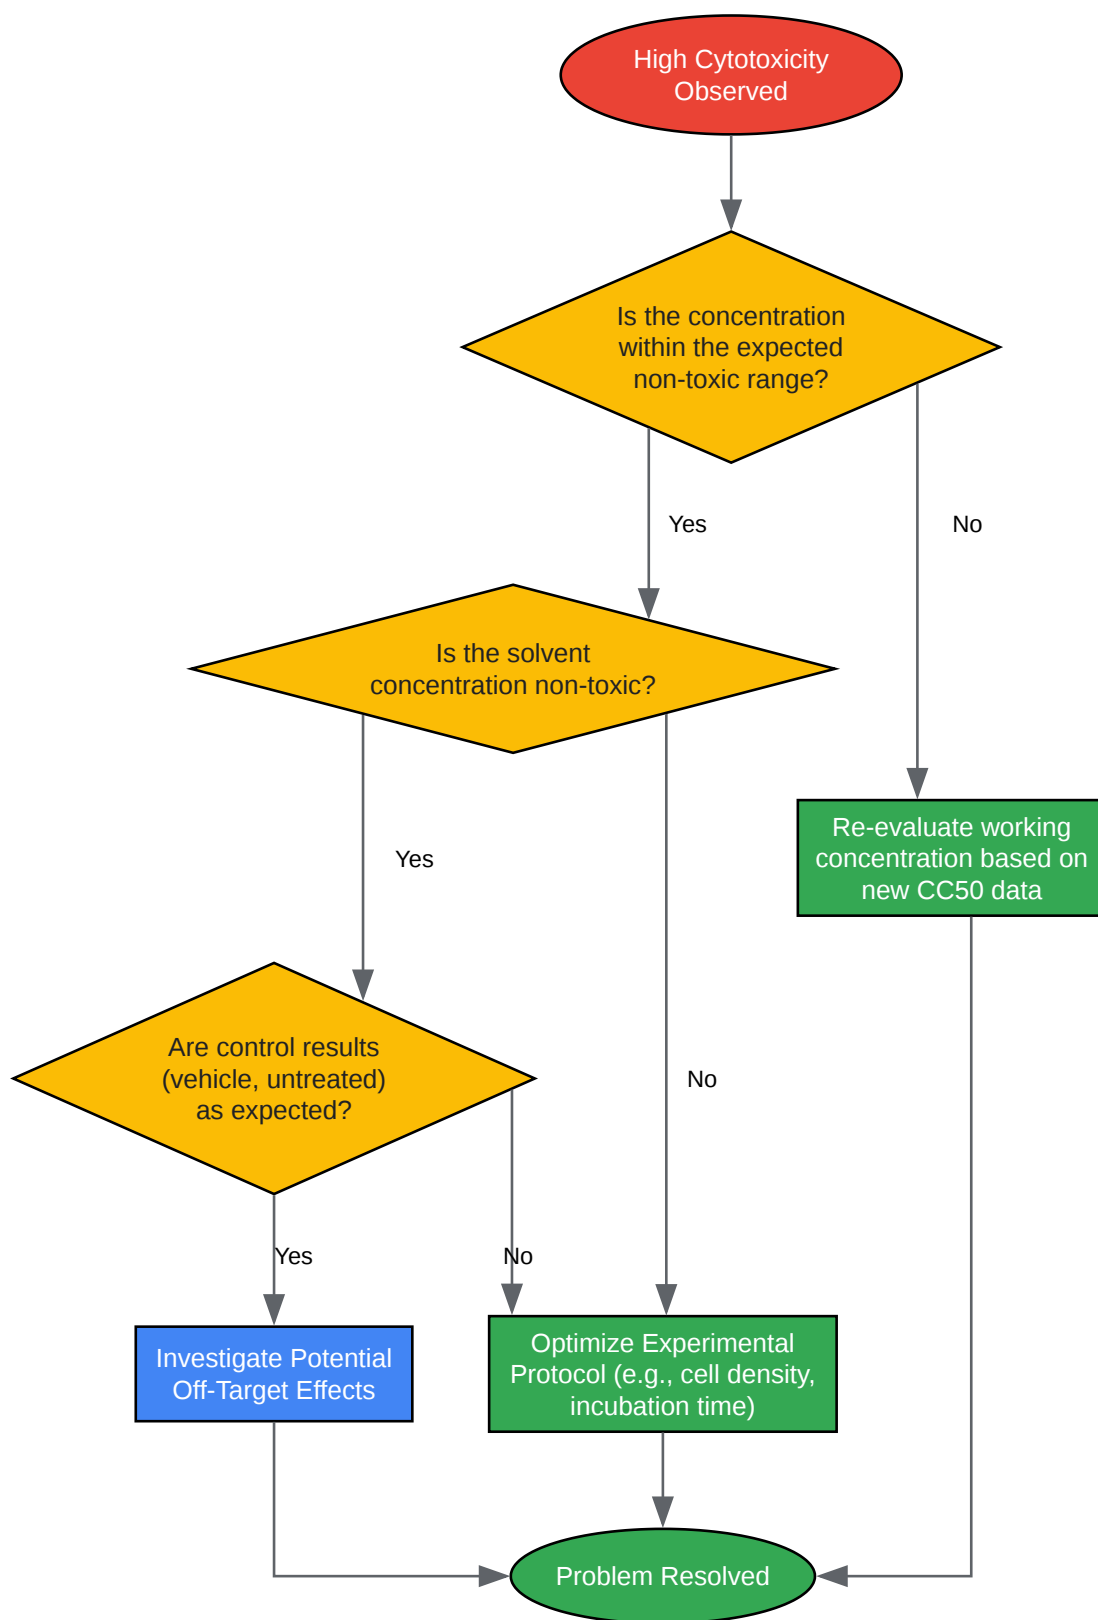 High Cytotoxicity
Observed
Is the concentration
within the expected
non-toxic range?
Yes
No
Is the solvent
concentration non-toxic?
Re-evaluate working
concentration based on
new CC50 data
Yes
Are control results
(vehicle, untreated)
as expected?
No
Yes
No
Investigate Potential
Off-Target Effects
Optimize Experimental
Protocol (e.g., cell density,
incubation time)
Problem Resolved